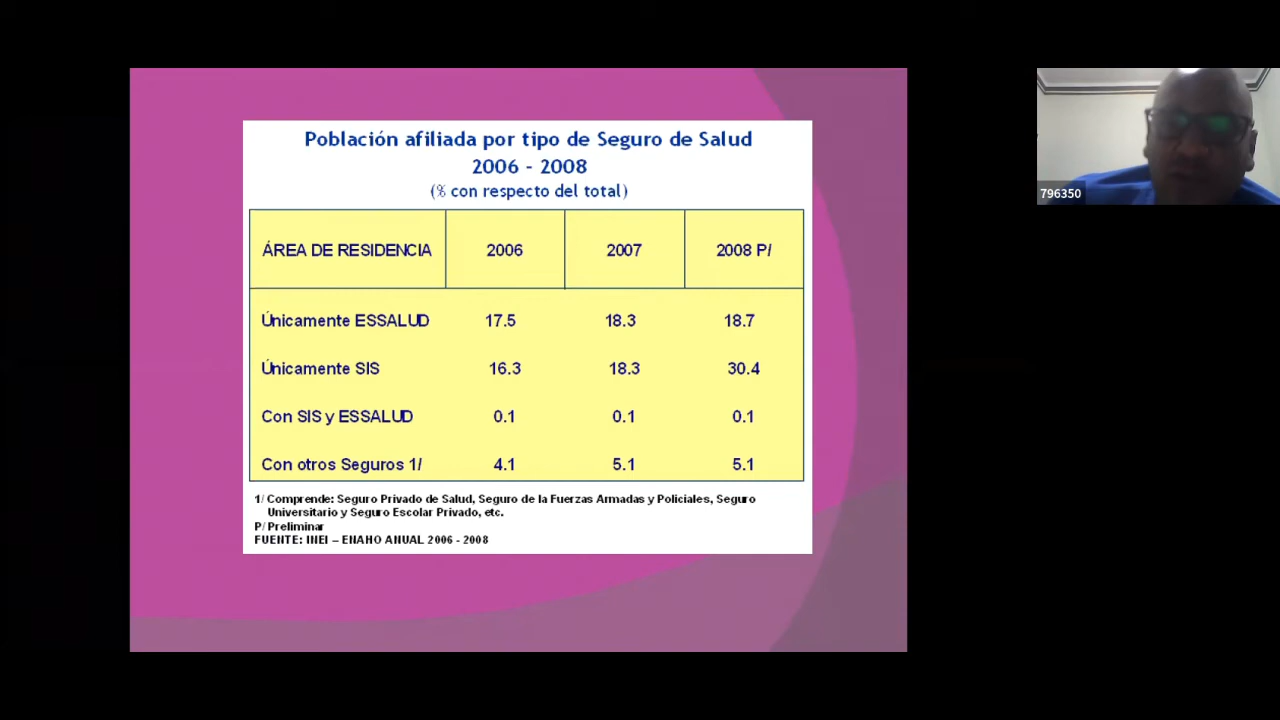 Población afiliada por tipo de Seguro de Salud
2006 - 2008
(% con respecto del total)
ÁREA DE RESIDENCIA 2006 2007 2008 P/
Únicamente ESSALUD 17.5 18.3 18.7
Únicamente SIS 16.3 18.3 30.4
Con SIS y ESSALUD 0.1 0.1 0.1
Con otros Seguros 1/ 4.1 5.1 5.1
1/ Comprende: Seguro Privado de Salud, Seguro de la Fuerzas Armadas y Policiales, Seguro
Universitario y Seguro Escolar Privado, etc.
P/ Preliminar
FUENTE: INEI – ENAHO ANUAL 2006 - 2008
796350